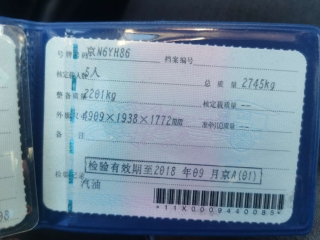 号牌号码 京N6YH86 档案编号
核定载人数 5人 总质量 2745kg
整备质量 2201kg 核定载质量 --
外廓尺寸 4909×1938×1772mm 准牵引总质量 --
备注
检验记录 检验有效期至2018 年09 月京A(01)
汽油
*11K0009440085*